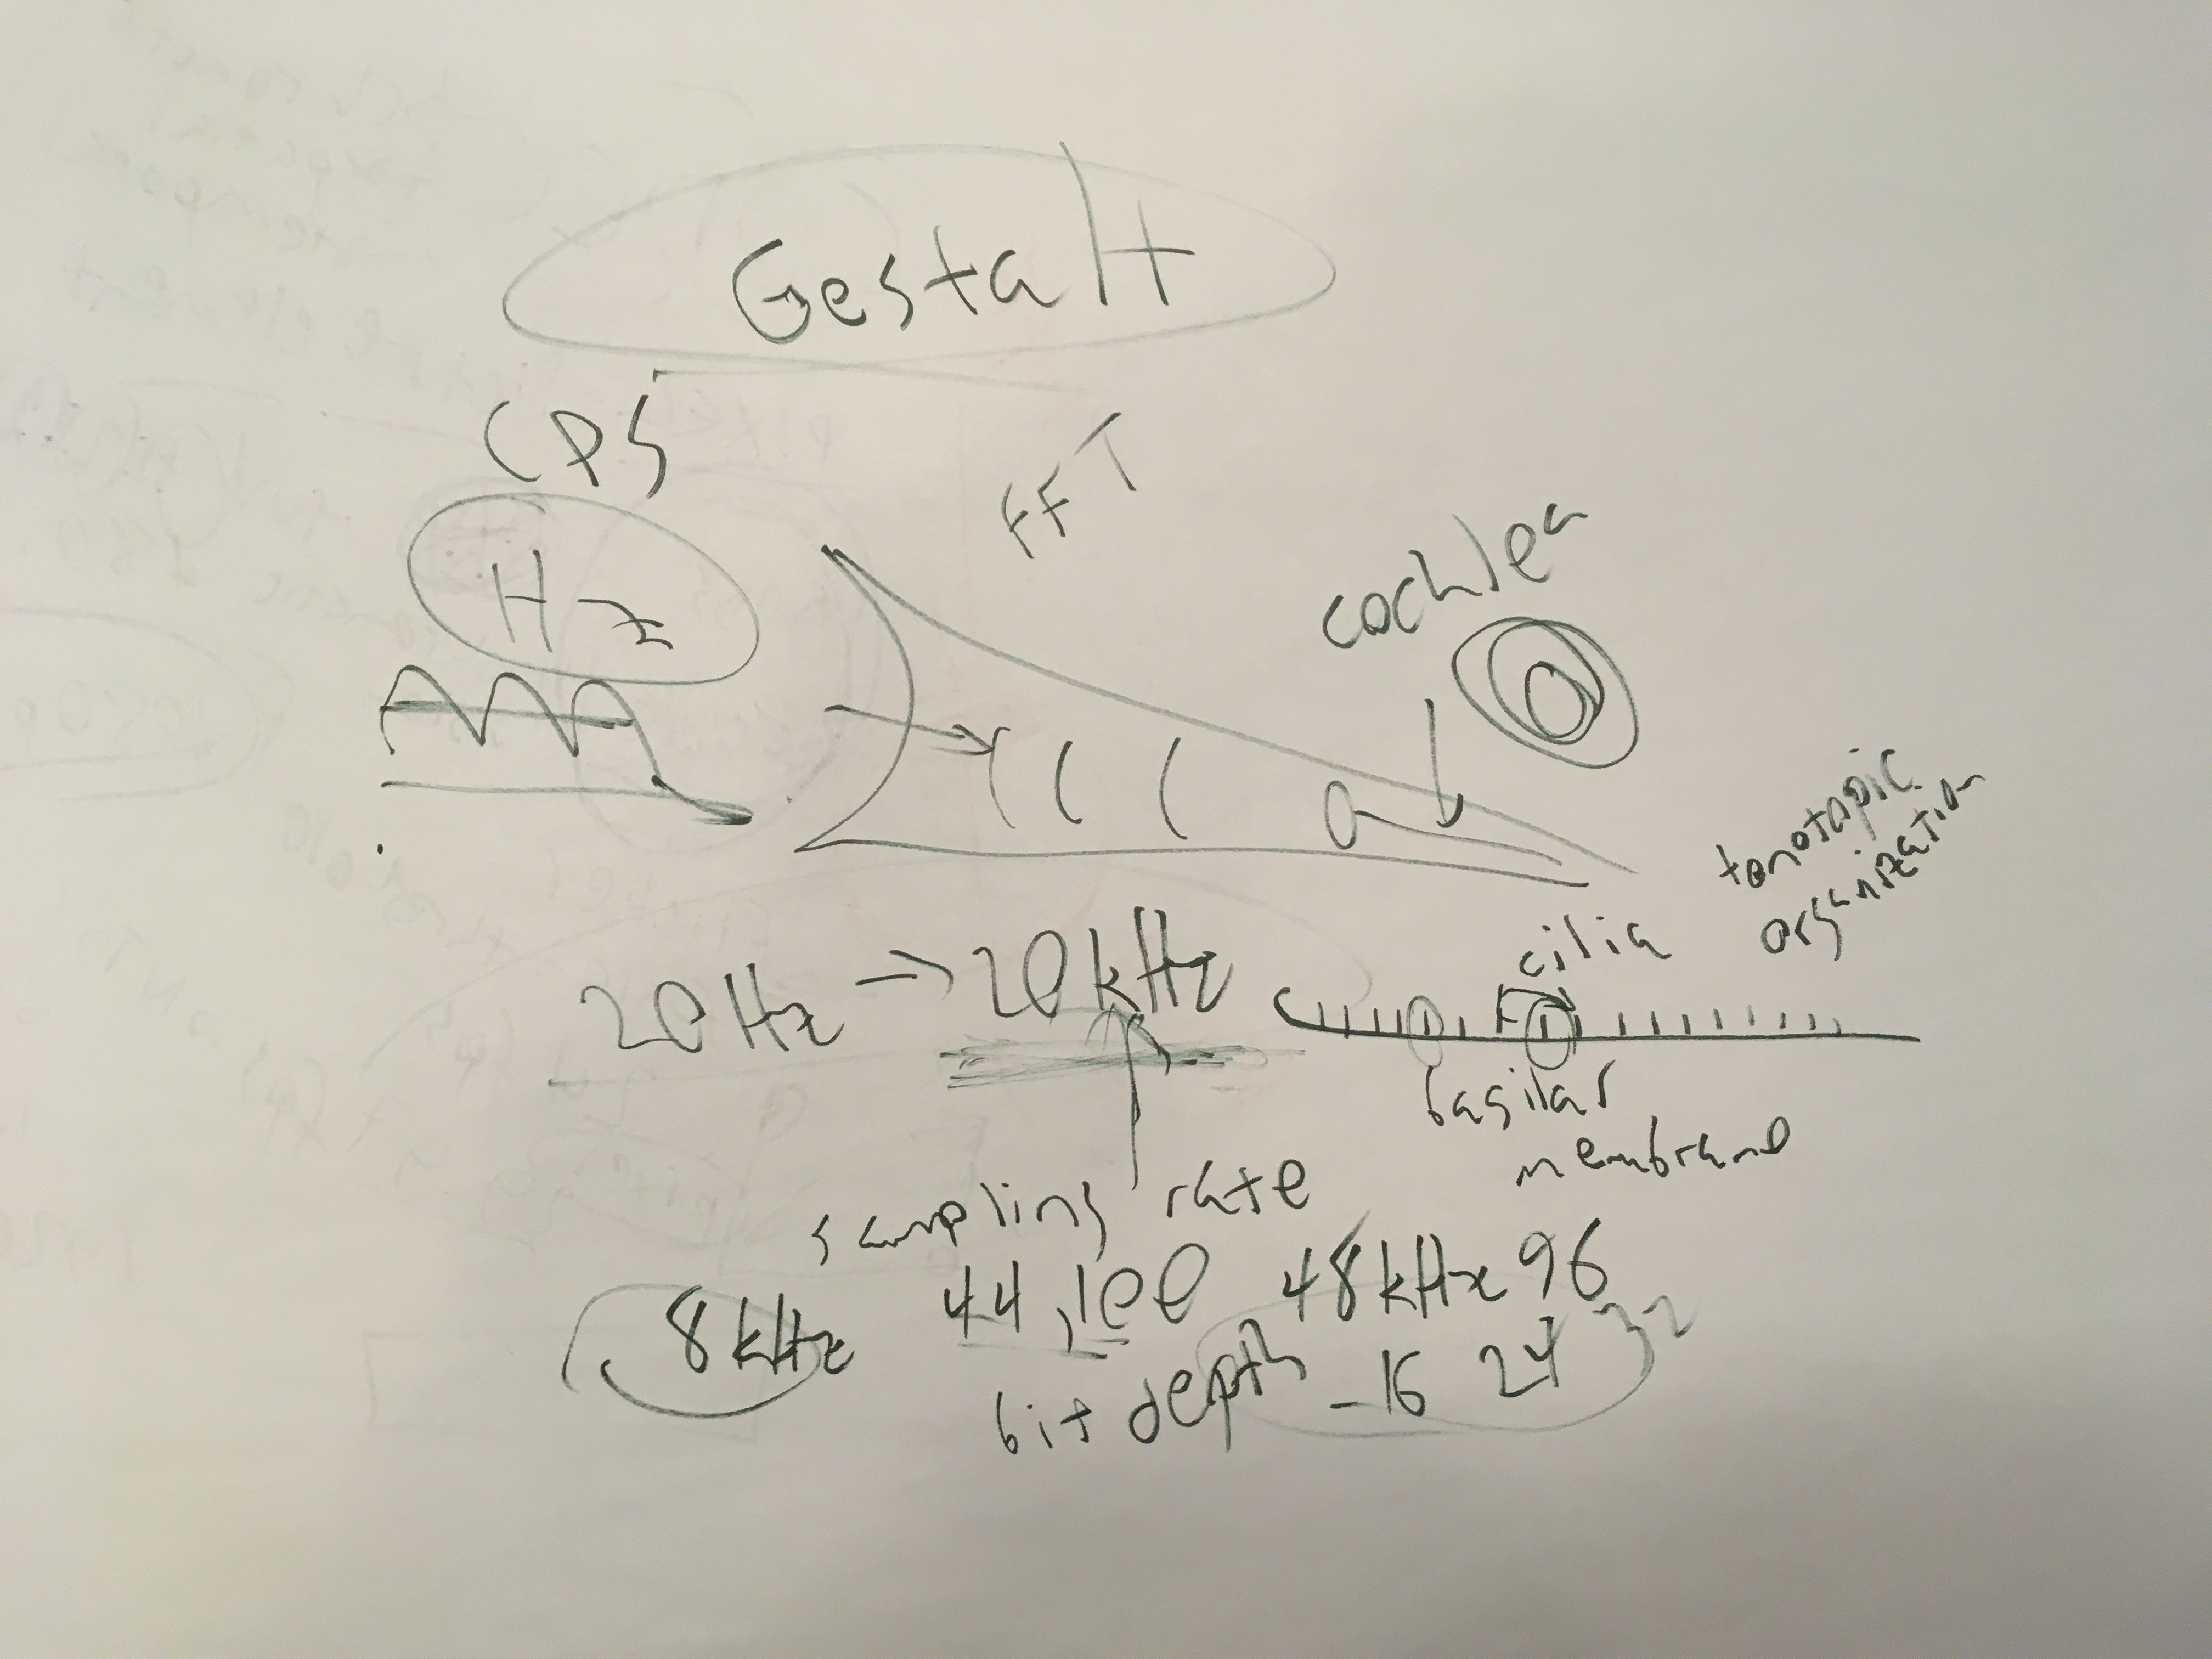 Gestalt
CPS
FFT
Hz
cochlea
tonotopic
organization
20Hz → 20kHz
cilia
basilar
membrane
sampling rate
8kHz 44,100 48kHz 96
bit depth - 16 24 32